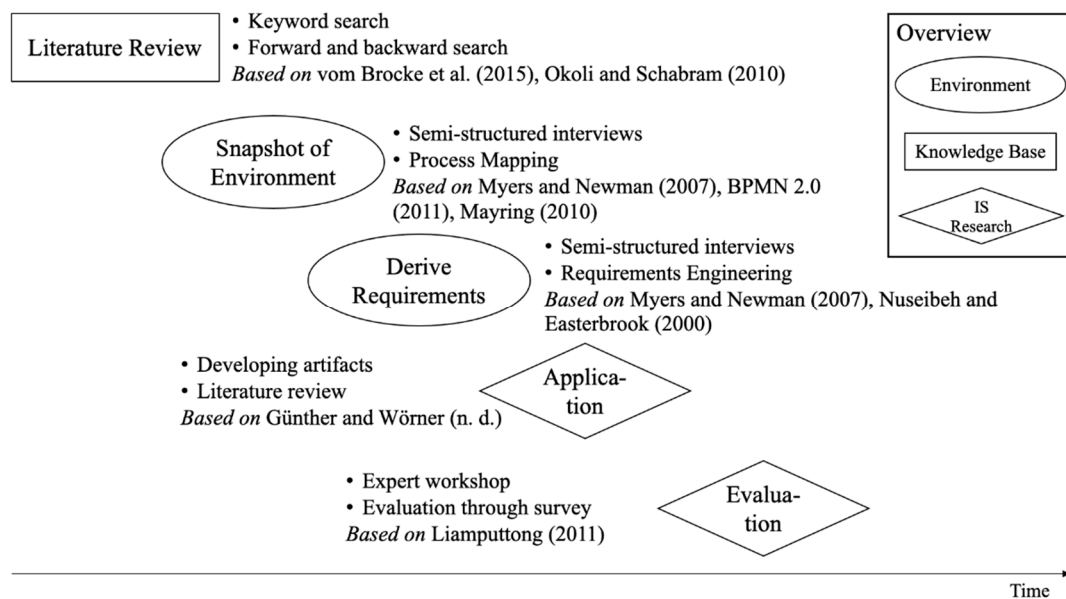 Literature Review
• Keyword search
• Forward and backward search
Based on vom Brocke et al. (2015), Okoli and Schabram (2010)
Overview
Environment
Knowledge Base
IS
Research
Snapshot of
Environment
• Semi-structured interviews
• Process Mapping
Based on Myers and Newman (2007), BPMN 2.0
(2011), Mayring (2010)
Derive
Requirements
• Semi-structured interviews
• Requirements Engineering
Based on Myers and Newman (2007), Nuseibeh and
Easterbrook (2000)
• Developing artifacts
• Literature review
Based on Günther and Wörner (n. d.)
Applica-
tion
• Expert workshop
• Evaluation through survey
Based on Liamputtong (2011)
Evalua-
tion
Time